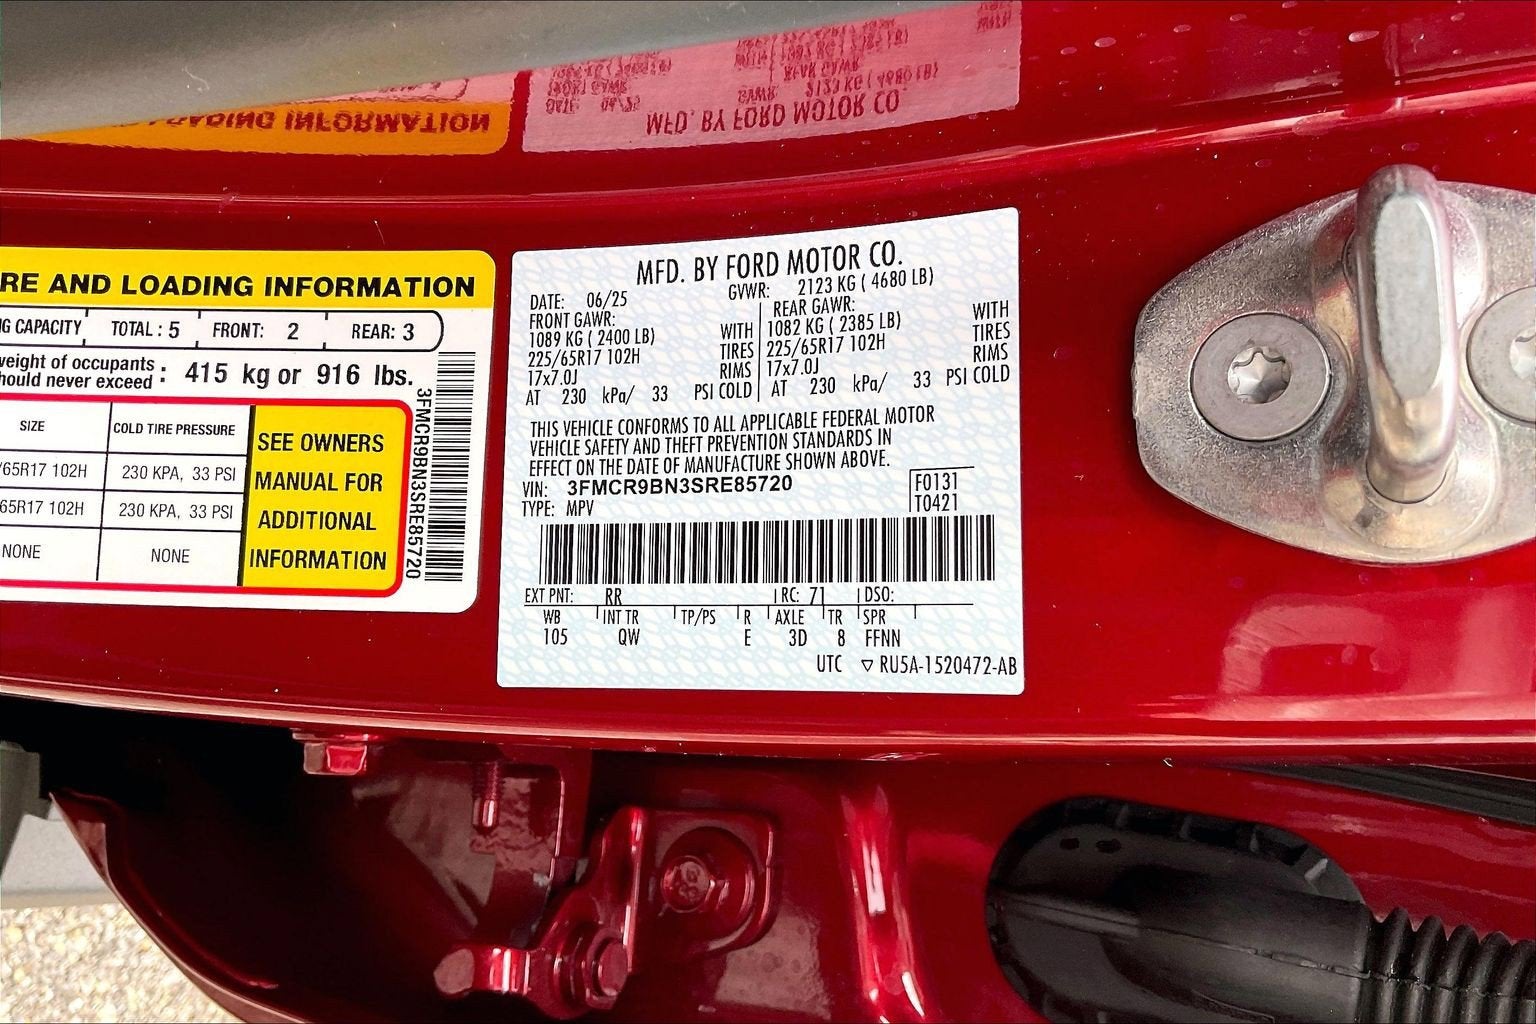 RE AND LOADING INFORMATION
G CAPACITY TOTAL : 5 FRONT: 2 REAR: 3
weight of occupants
hould never exceed : 415 kg or 916 lbs.
SIZE COLD TIRE PRESSURE
/65R17 102H 230 KPA, 33 PSI
65R17 102H 230 KPA, 33 PSI
NONE NONE
SEE OWNERS
MANUAL FOR
ADDITIONAL
INFORMATION
3FMCR9BN3SRE85720
MFD. BY FORD MOTOR CO.
DATE: 06/25 GVWR: 2123 KG ( 4680 LB)
FRONT GAWR: REAR GAWR:
1089 KG ( 2400 LB) WITH 1082 KG ( 2385 LB) WITH
225/65R17 102H TIRES 225/65R17 102H TIRES
17x7.0J RIMS 17x7.0J RIMS
AT 230 kPa/ 33 PSI COLD AT 230 kPa/ 33 PSI COLD
THIS VEHICLE CONFORMS TO ALL APPLICABLE FEDERAL MOTOR
VEHICLE SAFETY AND THEFT PREVENTION STANDARDS IN
EFFECT ON THE DATE OF MANUFACTURE SHOWN ABOVE.
VIN: 3FMCR9BN3SRE85720 F0131
TYPE: MPV T0421
EXT PNT: RR RC: 71 DSO:
WB INT TR TP/PS R AXLE TR SPR
105 QW E 3D 8 FFNN
UTC ▽ RU5A-1520472-AB